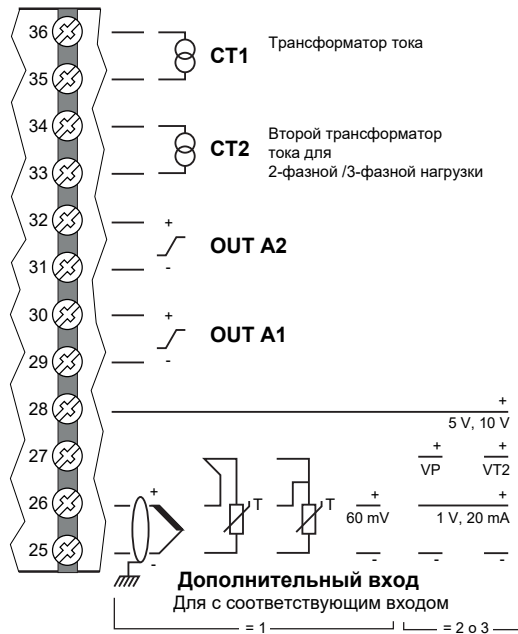 36
CT1
Трансформатор тока
35
34
CT2
Второй трансформатор
тока для
2-фазной /3-фазной нагрузки
33
32
+
OUT A2
31
-
30
+
OUT A1
29
-
28
+
5 V, 10 V
27
+
VP
+
VT2
26
+
T
T
+
60 mV
+
1 V, 20 mA
25
-
-
-
-
Дополнительный вход
Для с соответствующим входом
= 1
= 2 o 3